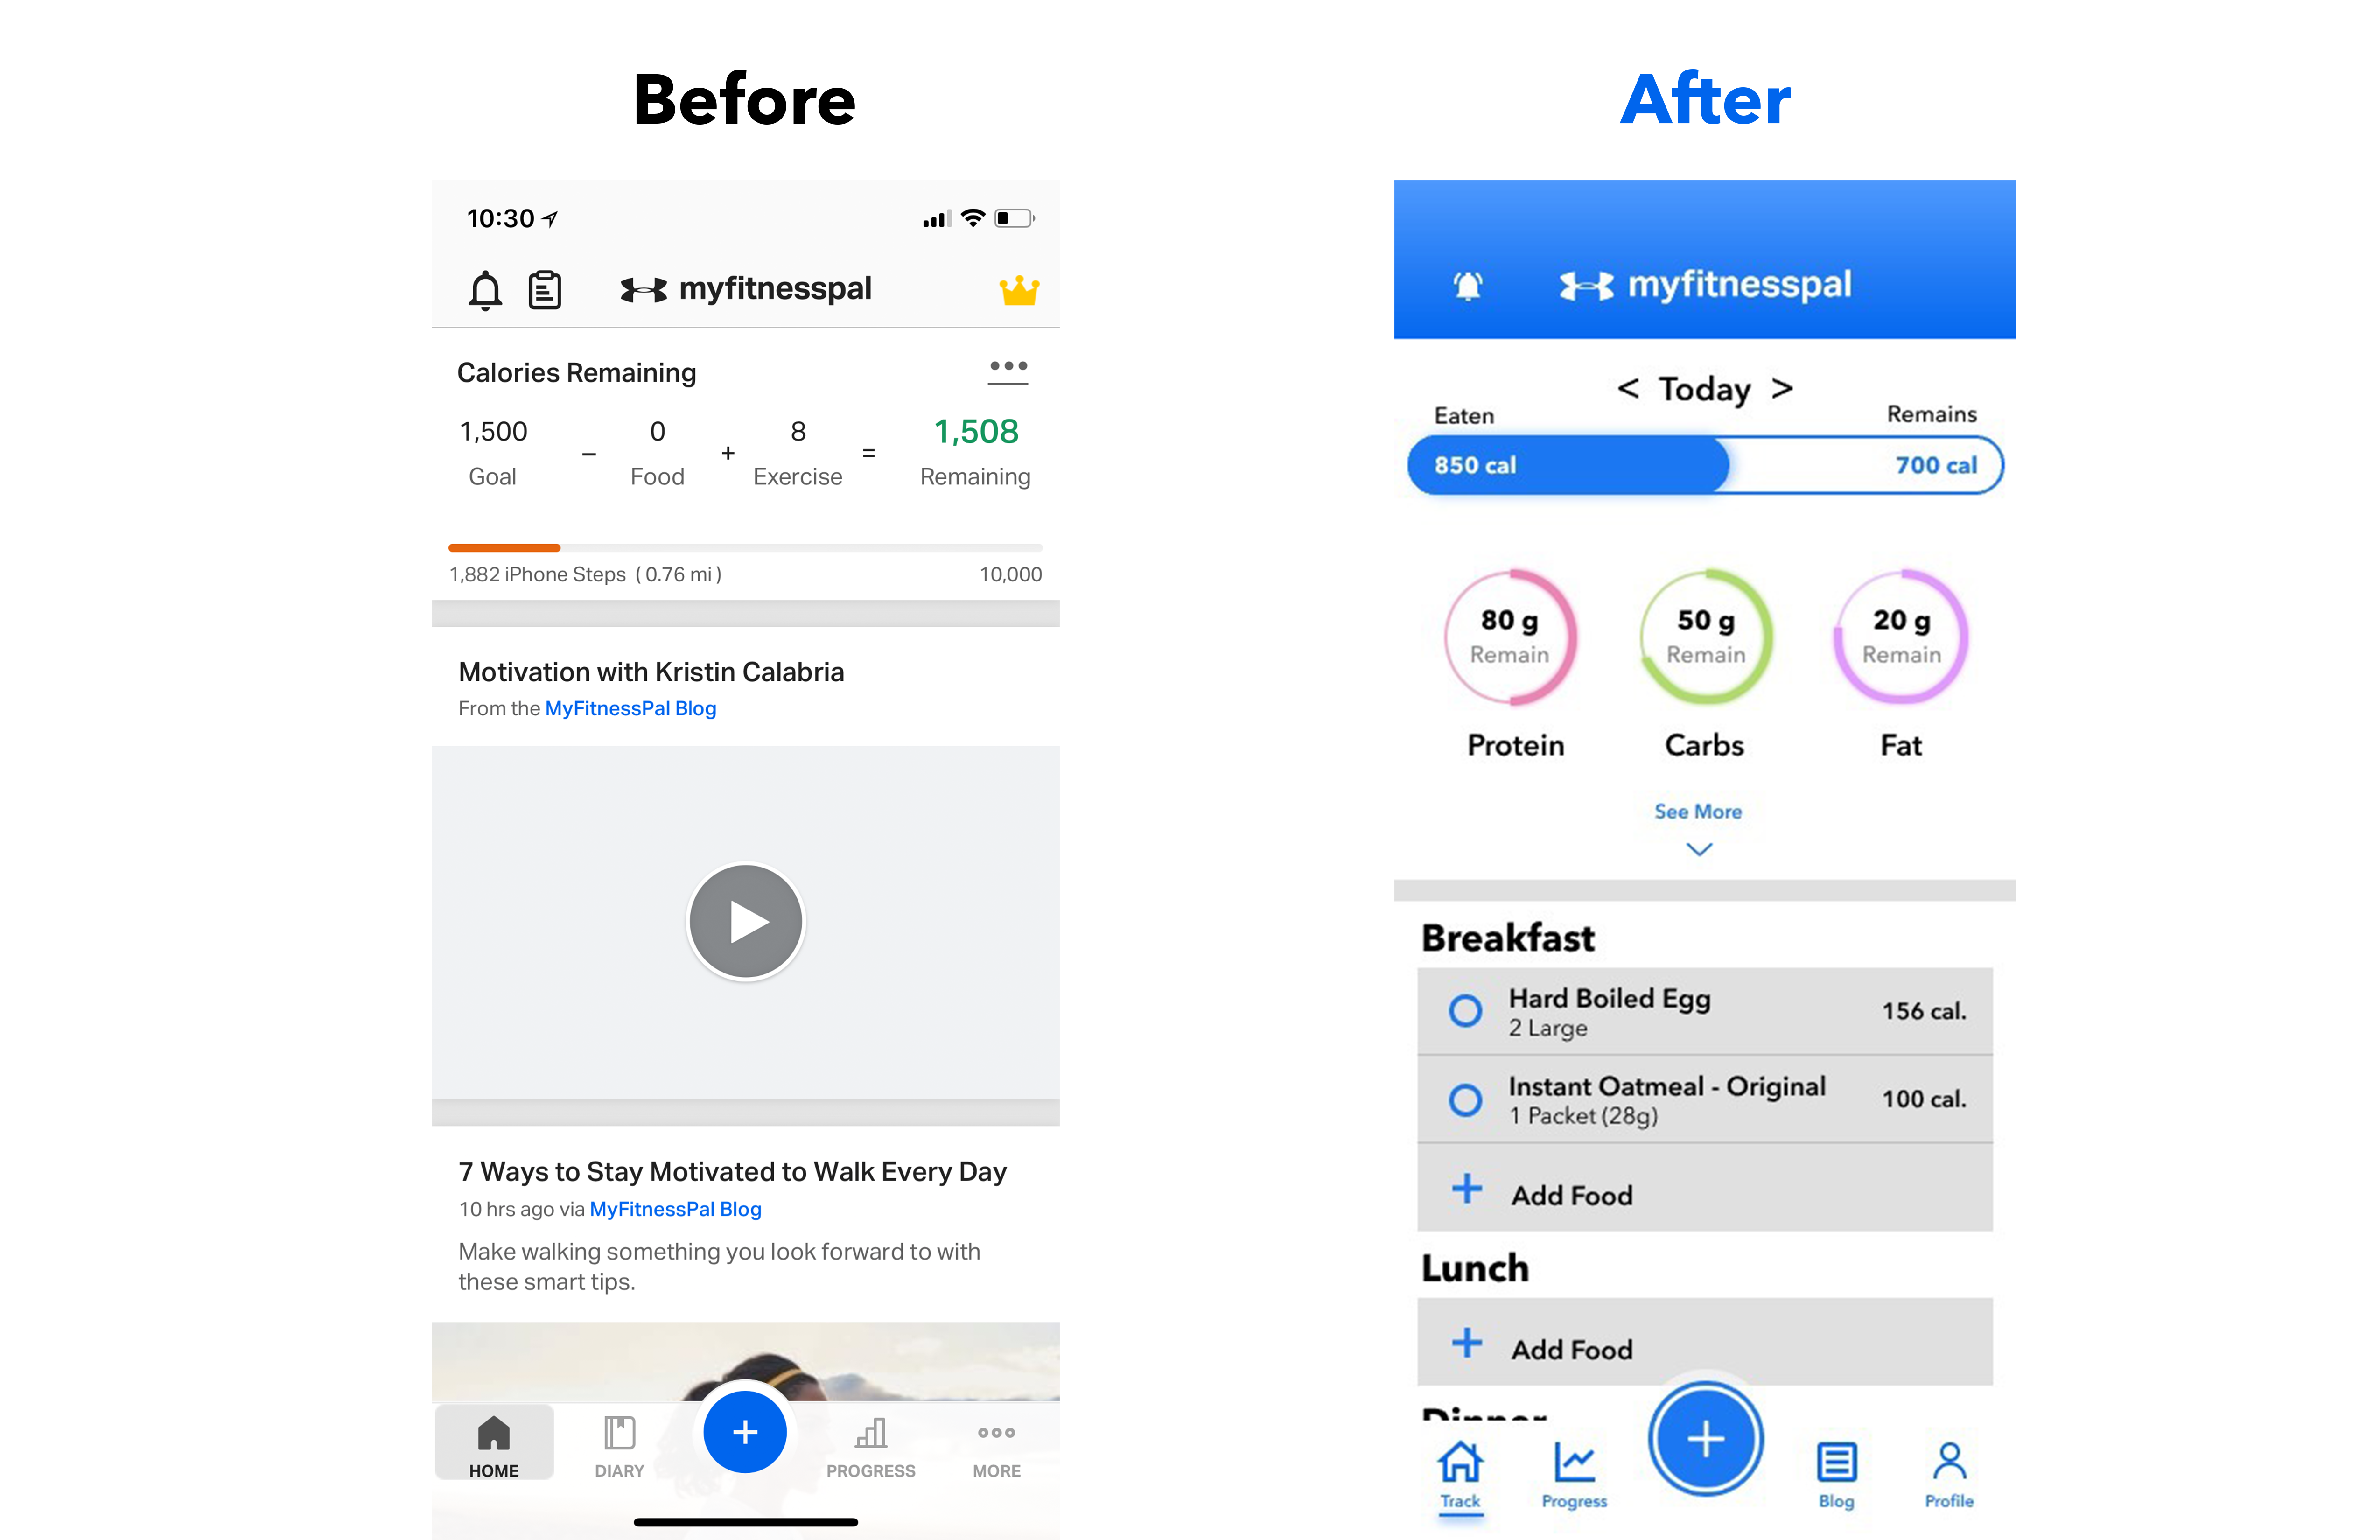 Before
10:30
myfitnesspal
Calories Remaining
1,500 - 0 + 8 = 1,508
Goal Food Exercise Remaining
1,882 iPhone Steps ( 0.76 mi ) 10,000
Motivation with Kristin Calabria
From the MyFitnessPal Blog
7 Ways to Stay Motivated to Walk Every Day
10 hrs ago via MyFitnessPal Blog
Make walking something you look forward to with
these smart tips.
HOME DIARY + PROGRESS MORE
After
myfitnesspal
< Today >
Eaten Remains
850 cal 700 cal
80 g 50 g 20 g
Remain Remain Remain
Protein Carbs Fat
See More
Breakfast
Hard Boiled Egg 156 cal.
2 Large
Instant Oatmeal - Original 100 cal.
1 Packet (28g)
+ Add Food
Lunch
+ Add Food
Dinner
+
Track Progress Blog Profile